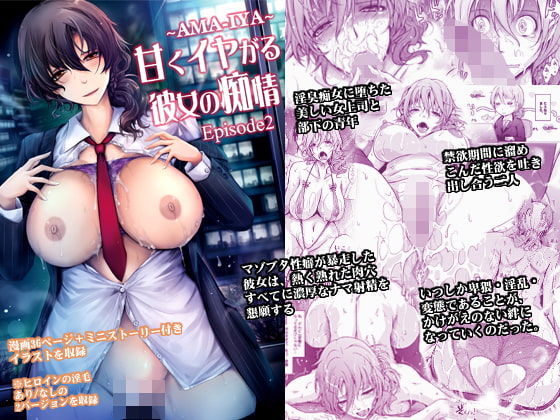 ~AMA-IYA~
甘くイヤがる
彼女の痴情
Episode2
漫画36ページ+ミニストーリー付き
イラストを収録
※ヒロインの淫毛
あり/なしの
2バージョンを収録
淫臭痴女に堕ちた
美しい女上司と
部下の青年
禁欲期間に溜め
こんだ性欲を吐き
出し合う二人
マゾブタ性癖が暴走した
彼女は、熱く熟れた肉穴
すべてに濃厚なナマ射精を
懇願する
いつしか卑猥・淫乱・
変態であることが、
かけがえのない絆に
なっていくのだった。